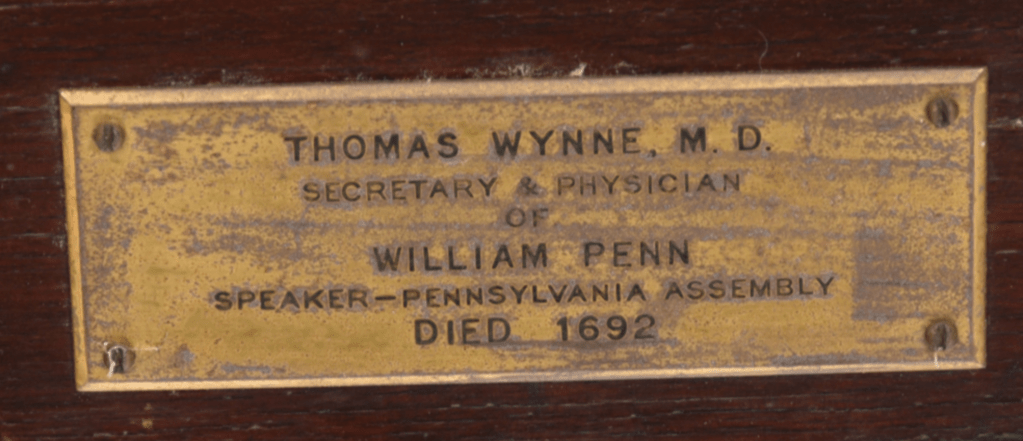 THOMAS WYNNE, M. D.
SECRETARY & PHYSICIAN
OF
WILLIAM PENN
SPEAKER-PENNSYLVANIA ASSEMBLY
DIED 1692